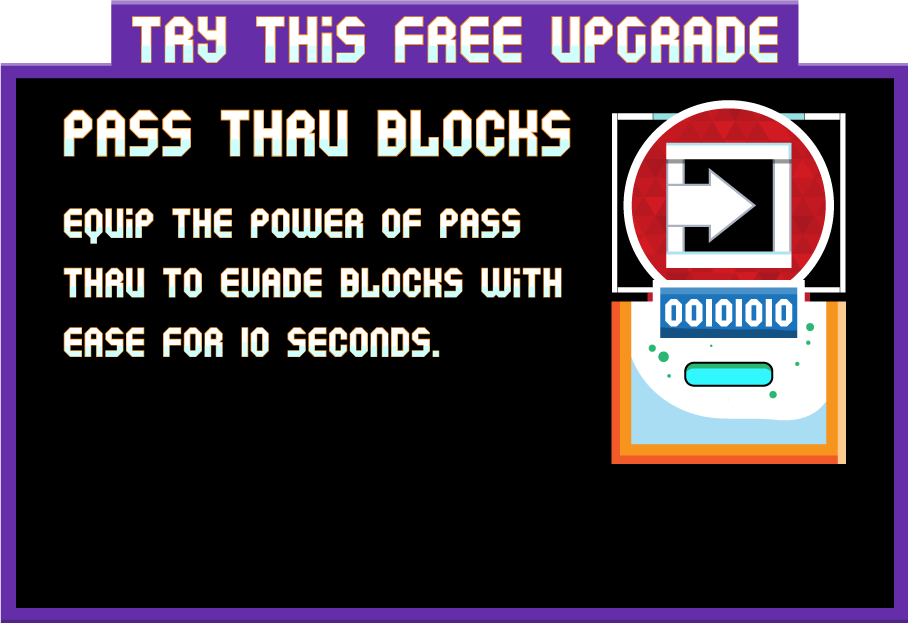 TRY THiS FREE UPGRADE
PASS THRU BLOCKS
EQUiP THE POWER OF PASS
THRU TO EVADE BLOCKS WiTH
EASE FOR 10 SECONDS.
00101010